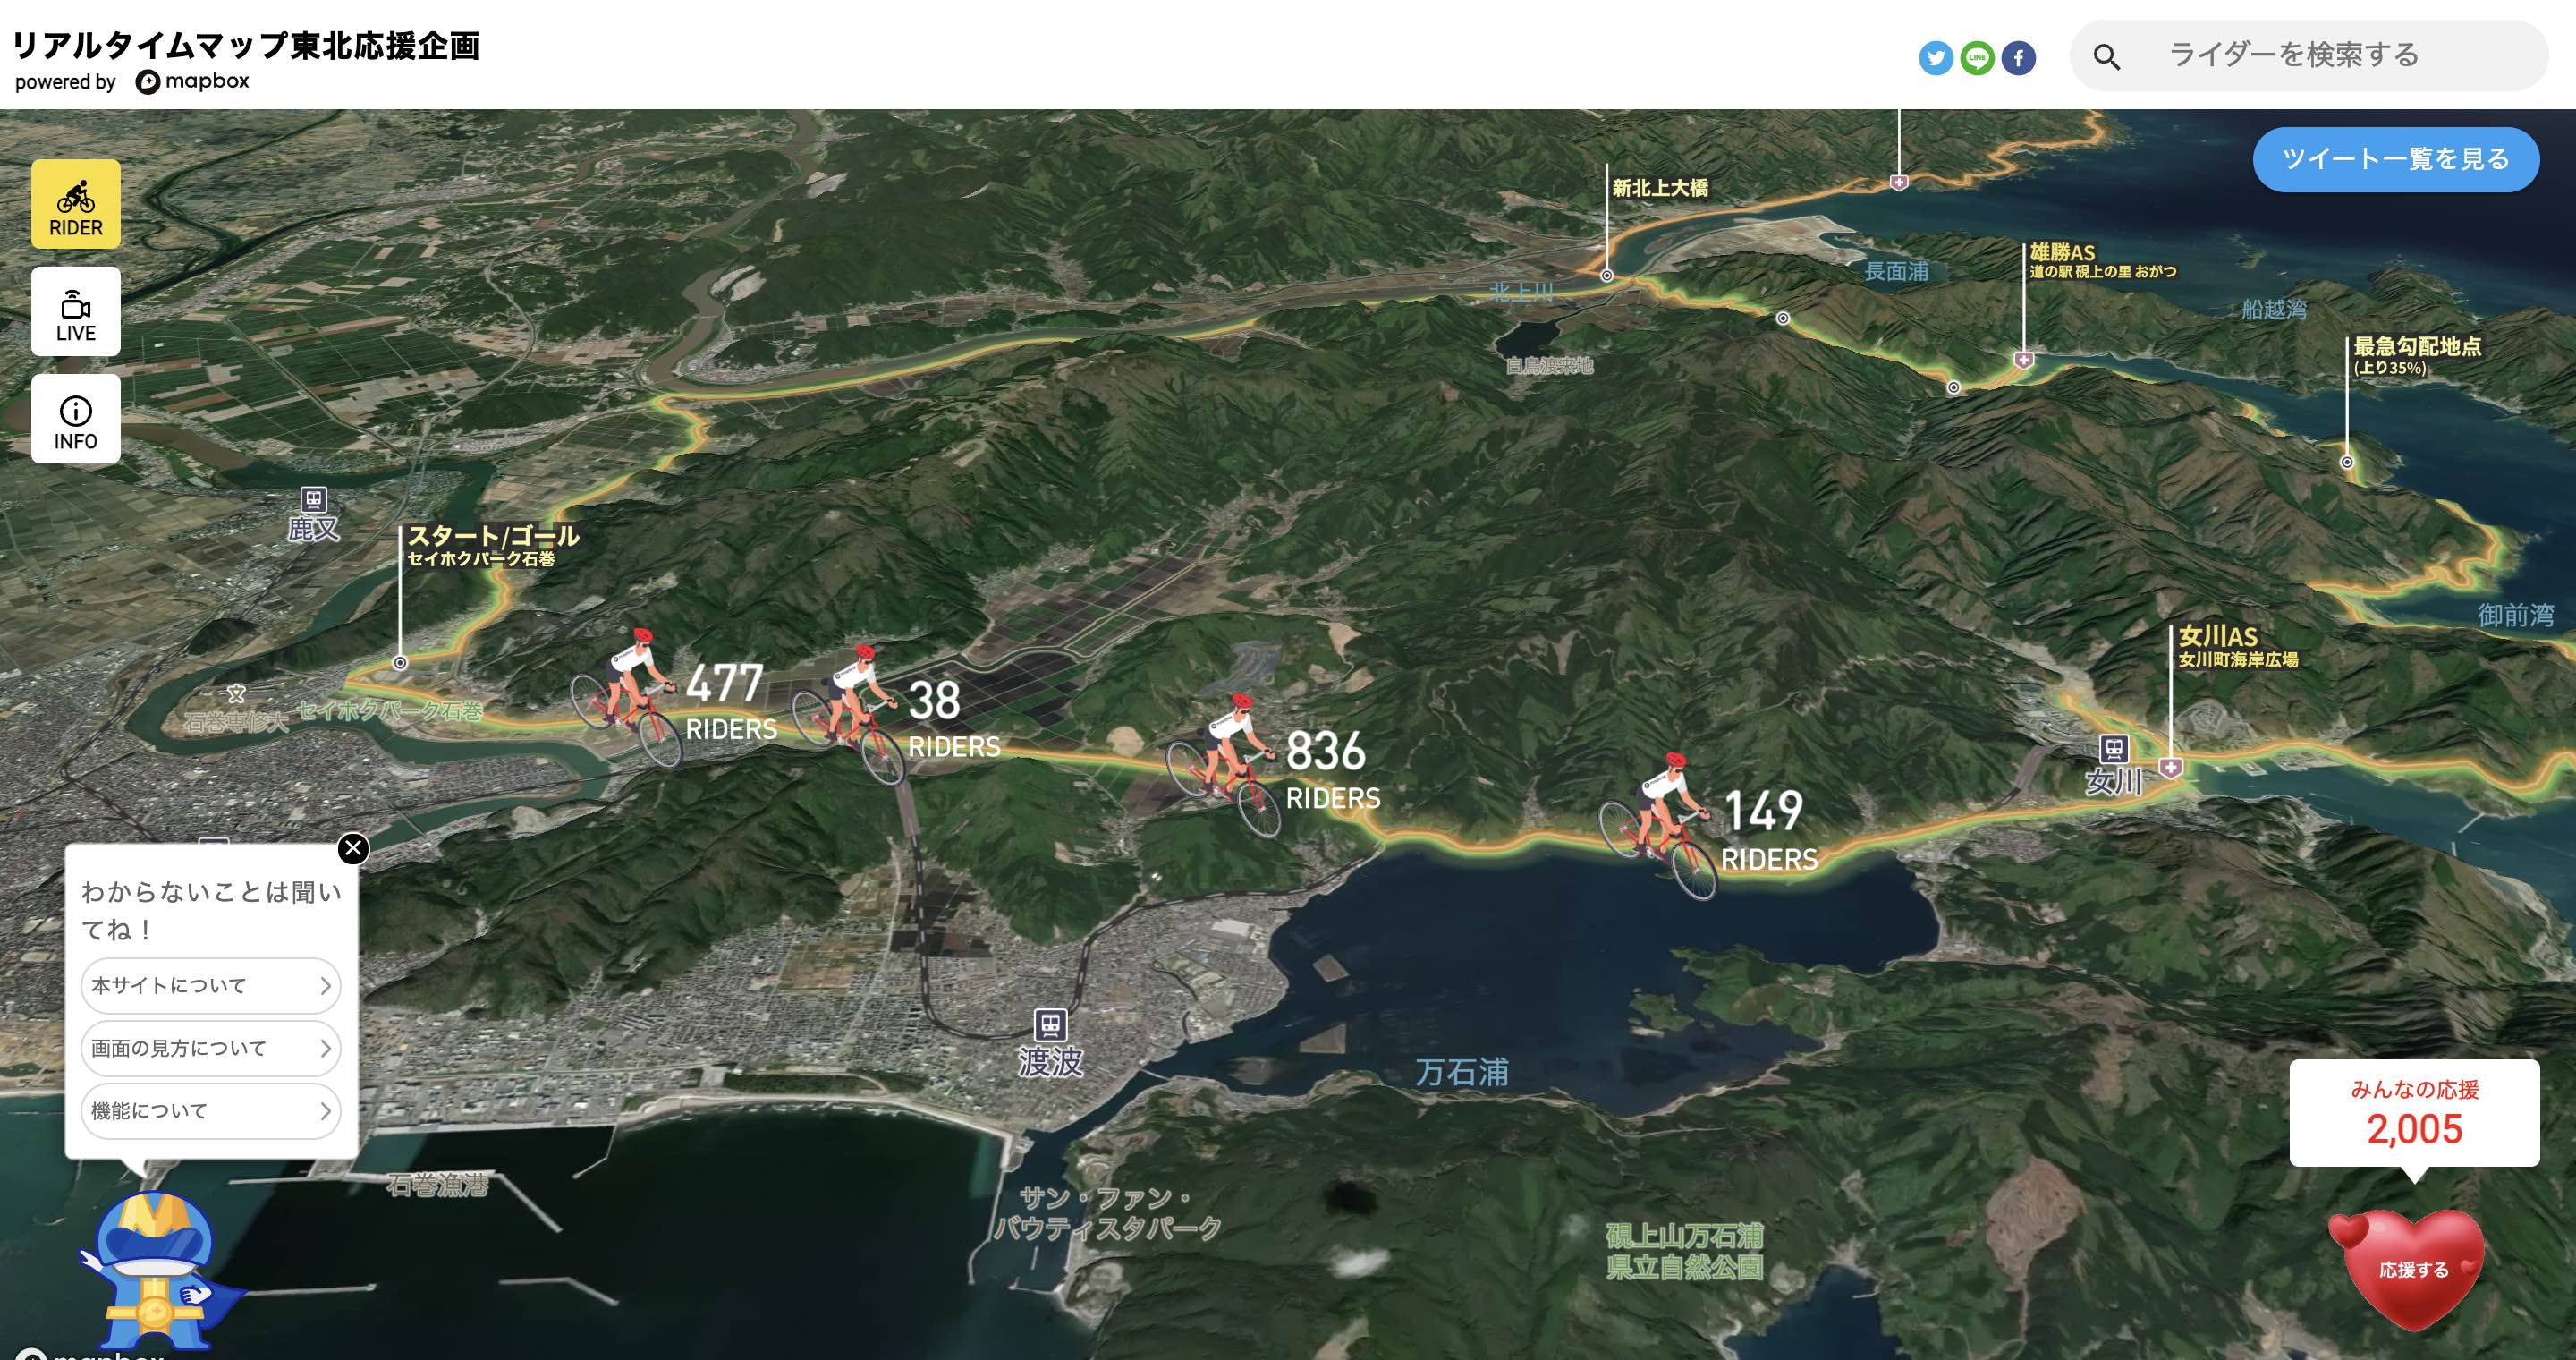 リアルタイムマップ東北応援企画
powered by mapbox
LINE
ライダーを検索する
ツイート一覧を見る
RIDER
LIVE
INFO
新北上大橋
北上川
長面浦
雄勝AS
道の駅 硯上の里 おがつ
船越湾
白鳥渡来地
最急勾配地点
(上り35%)
鹿又
スタート/ゴール
セイホクパーク石巻
御前湾
女川AS
女川町海岸広場
石巻専修大
セイホクパーク石巻
477
RIDERS
38
RIDERS
836
RIDERS
149
RIDERS
女川
わからないことは聞い
てね！
本サイトについて
画面の見方について
機能について
渡波
万石浦
みんなの応援
2,005
石巻漁港
サン・ファン・
バウティスタパーク
硯上山万石浦
県立自然公園
応援する
mapbox